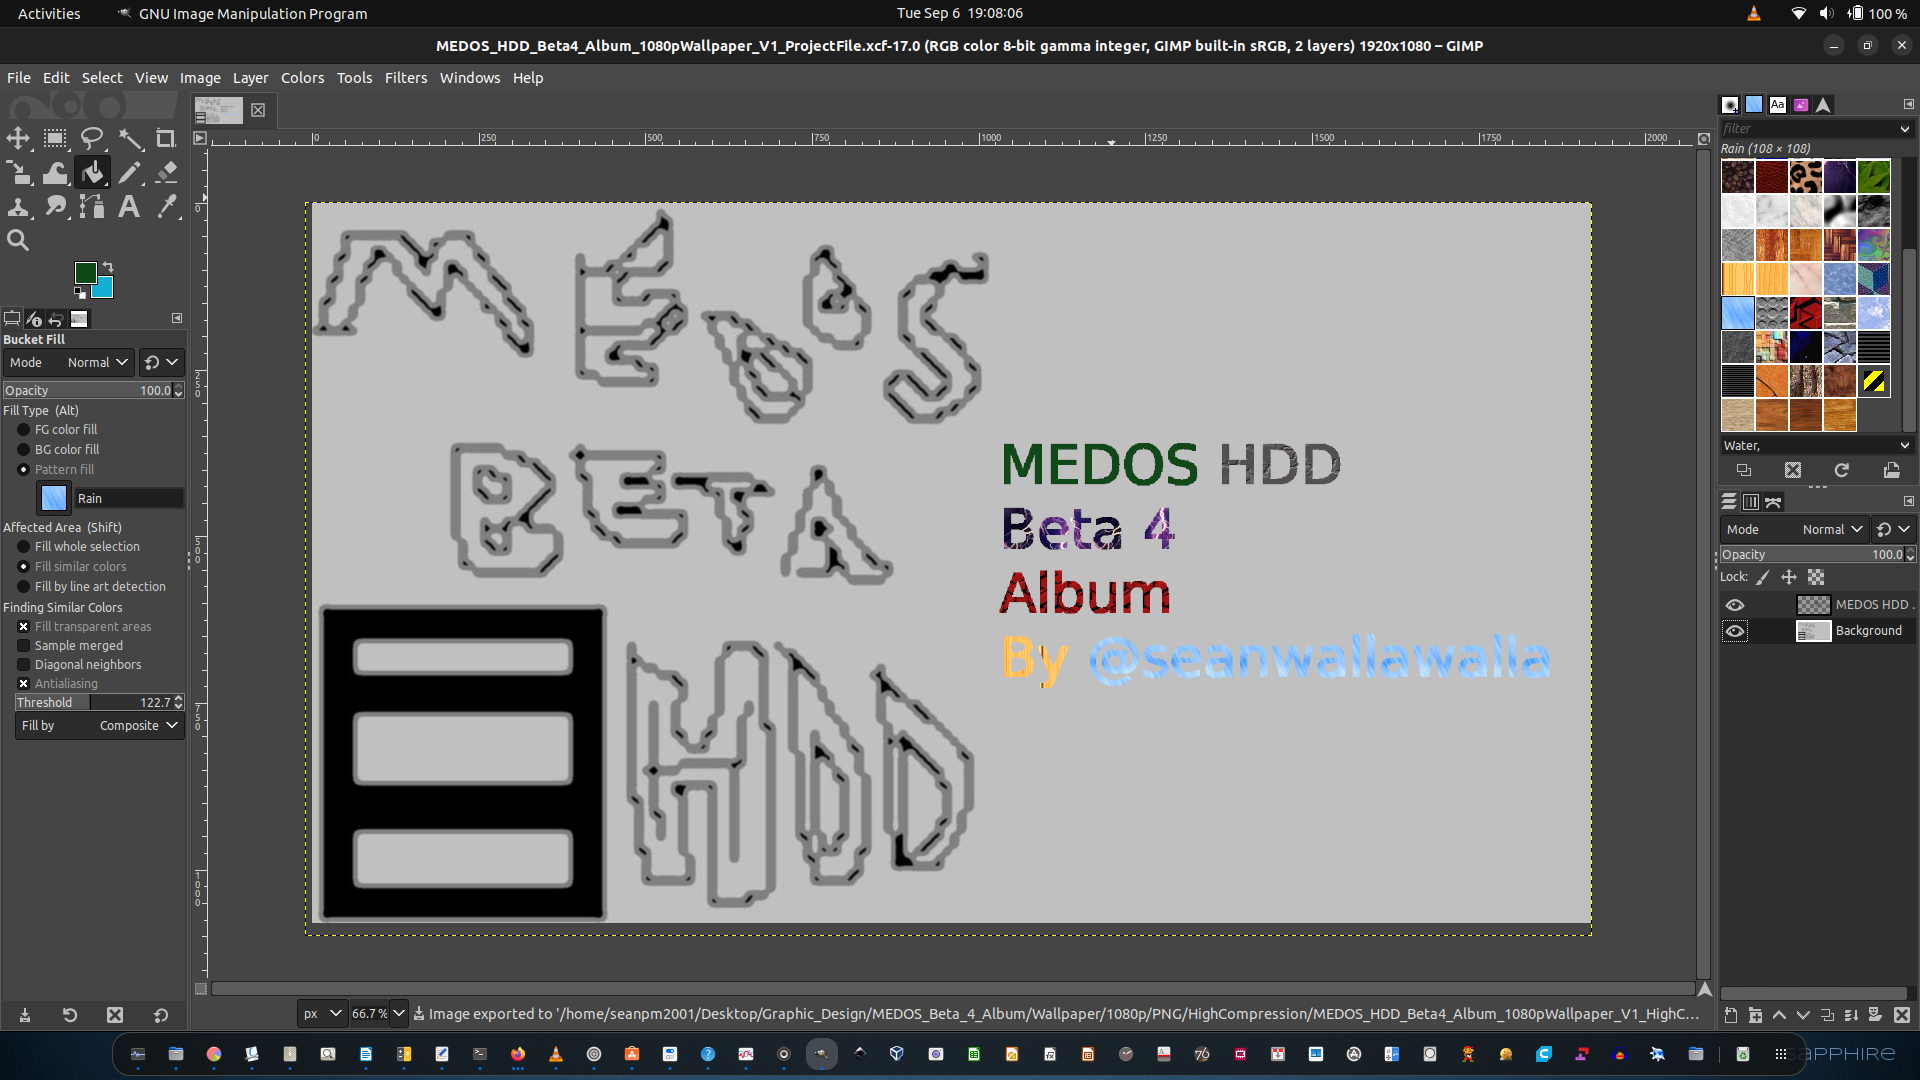 Activities
GNU Image Manipulation Program
Tue Sep 6 19:08:06
100 %
MEDOS_HDD_Beta4_Album_1080pWallpaper_V1_ProjectFile.xcf-17.0 (RGB color 8-bit gamma integer, GIMP built-in sRGB, 2 layers) 1920x1080 – GIMP
File Edit Select View Image Layer Colors Tools Filters Windows Help
0 250 500 750 1000 1250 1500 1750 2000
0
250
500
750
1000
Bucket Fill
Mode Normal
Opacity 100.0
Fill Type (Alt)
FG color fill
BG color fill
Pattern fill
Rain
Affected Area (Shift)
Fill whole selection
Fill similar colors
Fill by line art detection
Finding Similar Colors
Fill transparent areas
Sample merged
Diagonal neighbors
Antialiasing
Threshold 122.7
Fill by Composite
MEDOS
BETA
HDD
MEDOS HDD
Beta 4
Album
By @seanwallawalla
Aa
filter
Rain (108 × 108)
Water,
Mode Normal
Opacity 100.0
Lock:
MEDOS HDD .
Background
px 66.7 % Image exported to '/home/seanpm2001/Desktop/Graphic_Design/MEDOS_Beta_4_Album/Wallpaper/1080p/PNG/HighCompression/MEDOS_HDD_Beta4_Album_1080pWallpaper_V1_HighC…
SAPPHIRE